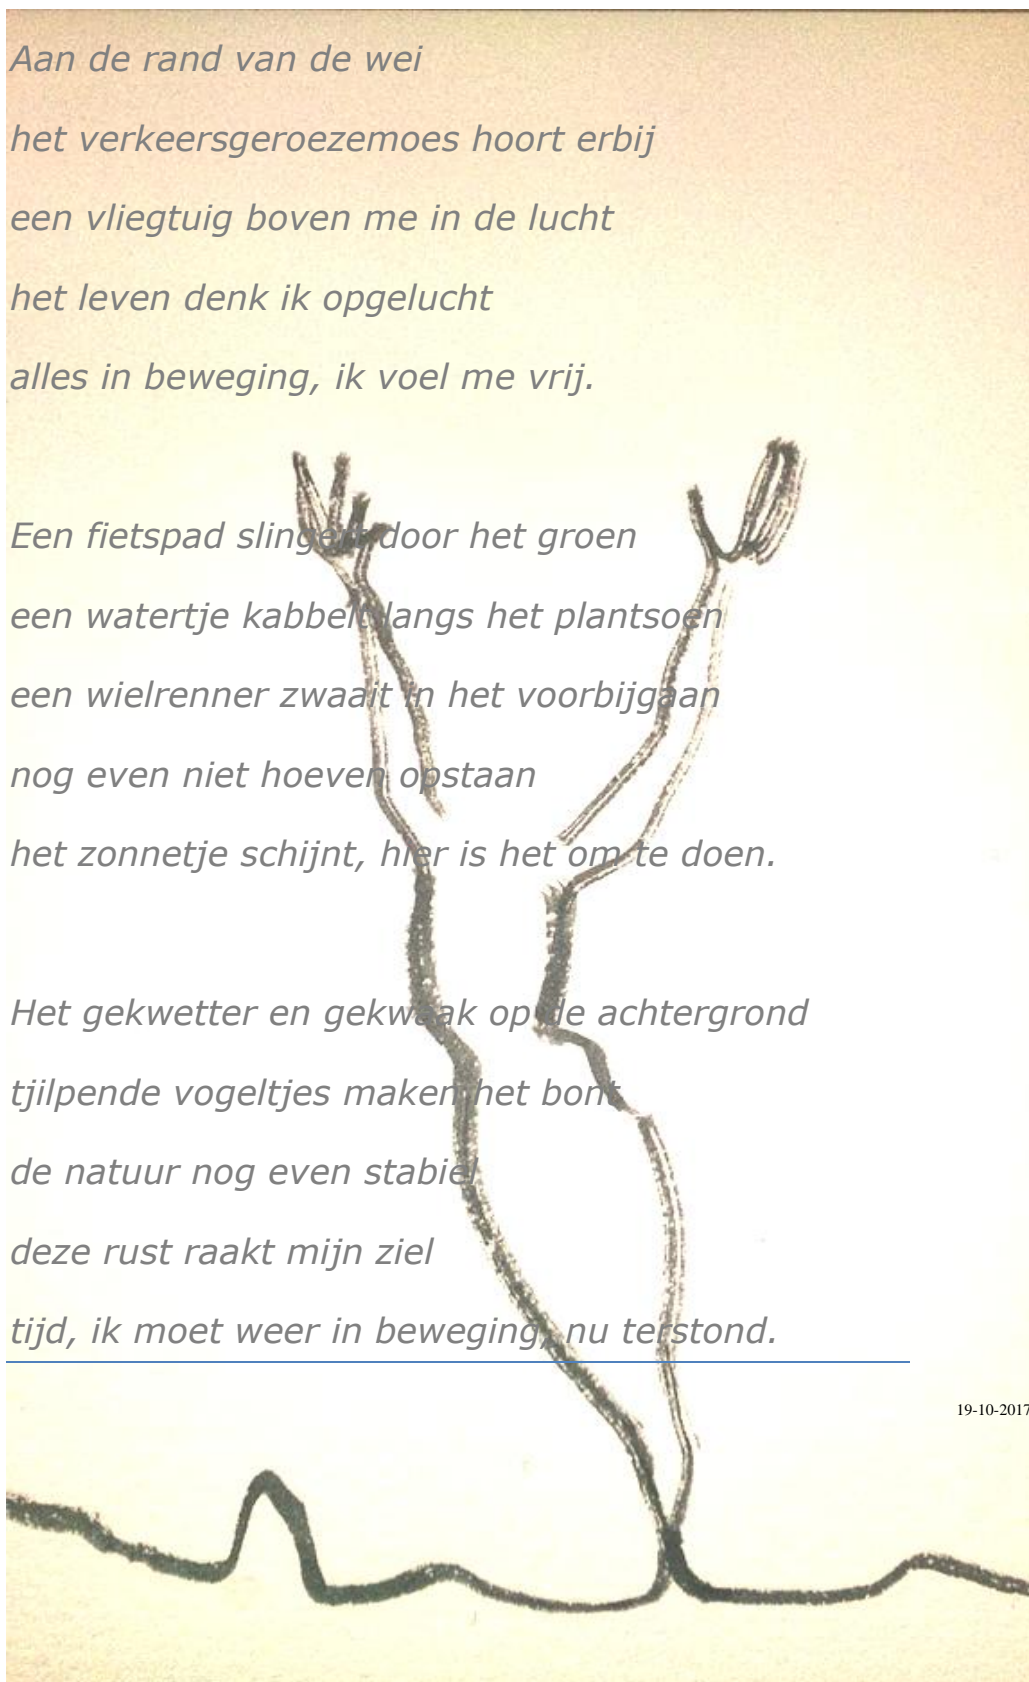 Aan de rand van de wei
het verkeersgeroezemoes hoort erbij
een vliegtuig boven me in de lucht
het leven denk ik opgelucht
alles in beweging, ik voel me vrij.
Een fietspad slingert door het groen
een watertje kabbelt langs het plantsoen
een wielrenner zwaait in het voorbijgaan
nog even niet hoeven opstaan
het zonnetje schijnt, hier is het om te doen.
Het gekwetter en gekwaak op de achtergrond
tjilpende vogeltjes maken het bont
de natuur nog even stabiel
deze rust raakt mijn ziel
tijd, ik moet weer in beweging, nu terstond.
19-10-2017